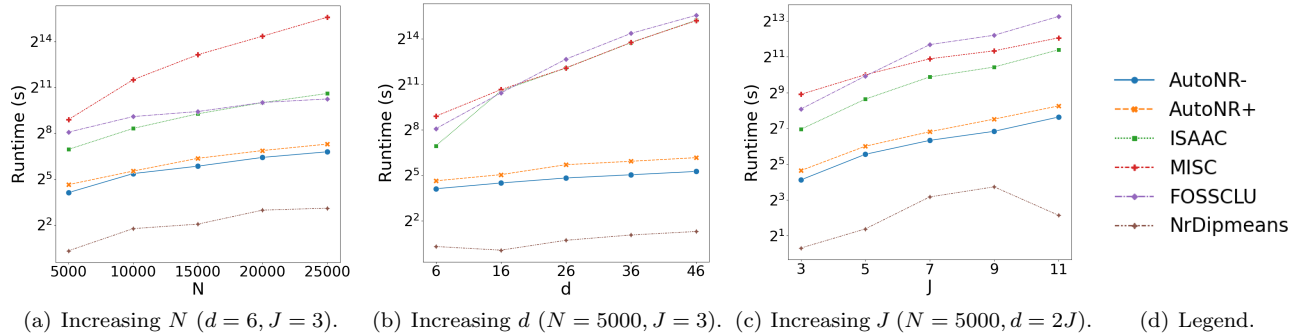 Runtime (s)
2^14
2^11
2^8
2^5
2^2
5000 10000 15000 20000 25000
N
(a) Increasing N (d = 6, J = 3).
Runtime (s)
2^14
2^11
2^8
2^5
2^2
6 16 26 36 46
d
(b) Increasing d (N = 5000, J = 3).
Runtime (s)
2^13
2^11
2^9
2^7
2^5
2^3
2^1
3 5 7 9 11
J
(c) Increasing J (N = 5000, d = 2J).
AutoNR-
AutoNR+
ISAAC
MISC
FOSSCLU
NrDipmeans
(d) Legend.